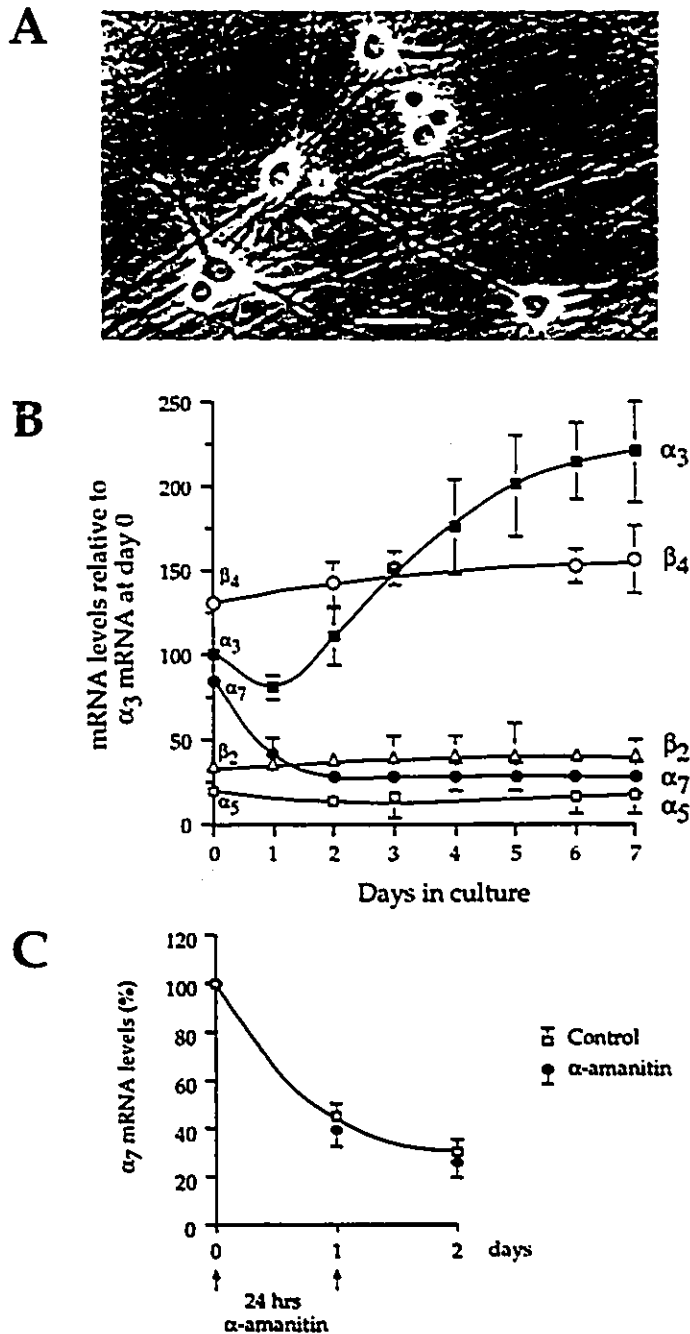 A
B
mRNA levels relative to
α3 mRNA at day 0
250
200
150
100
50
0
β4
α3
α7
β2
α5
α3
β4
β2
α7
α5
0 1 2 3 4 5 6 7
Days in culture
C
α7 mRNA levels (%)
120
100
80
60
40
20
0
Control
α-amanitin
0 1 2 days
24 hrs
α-amanitin